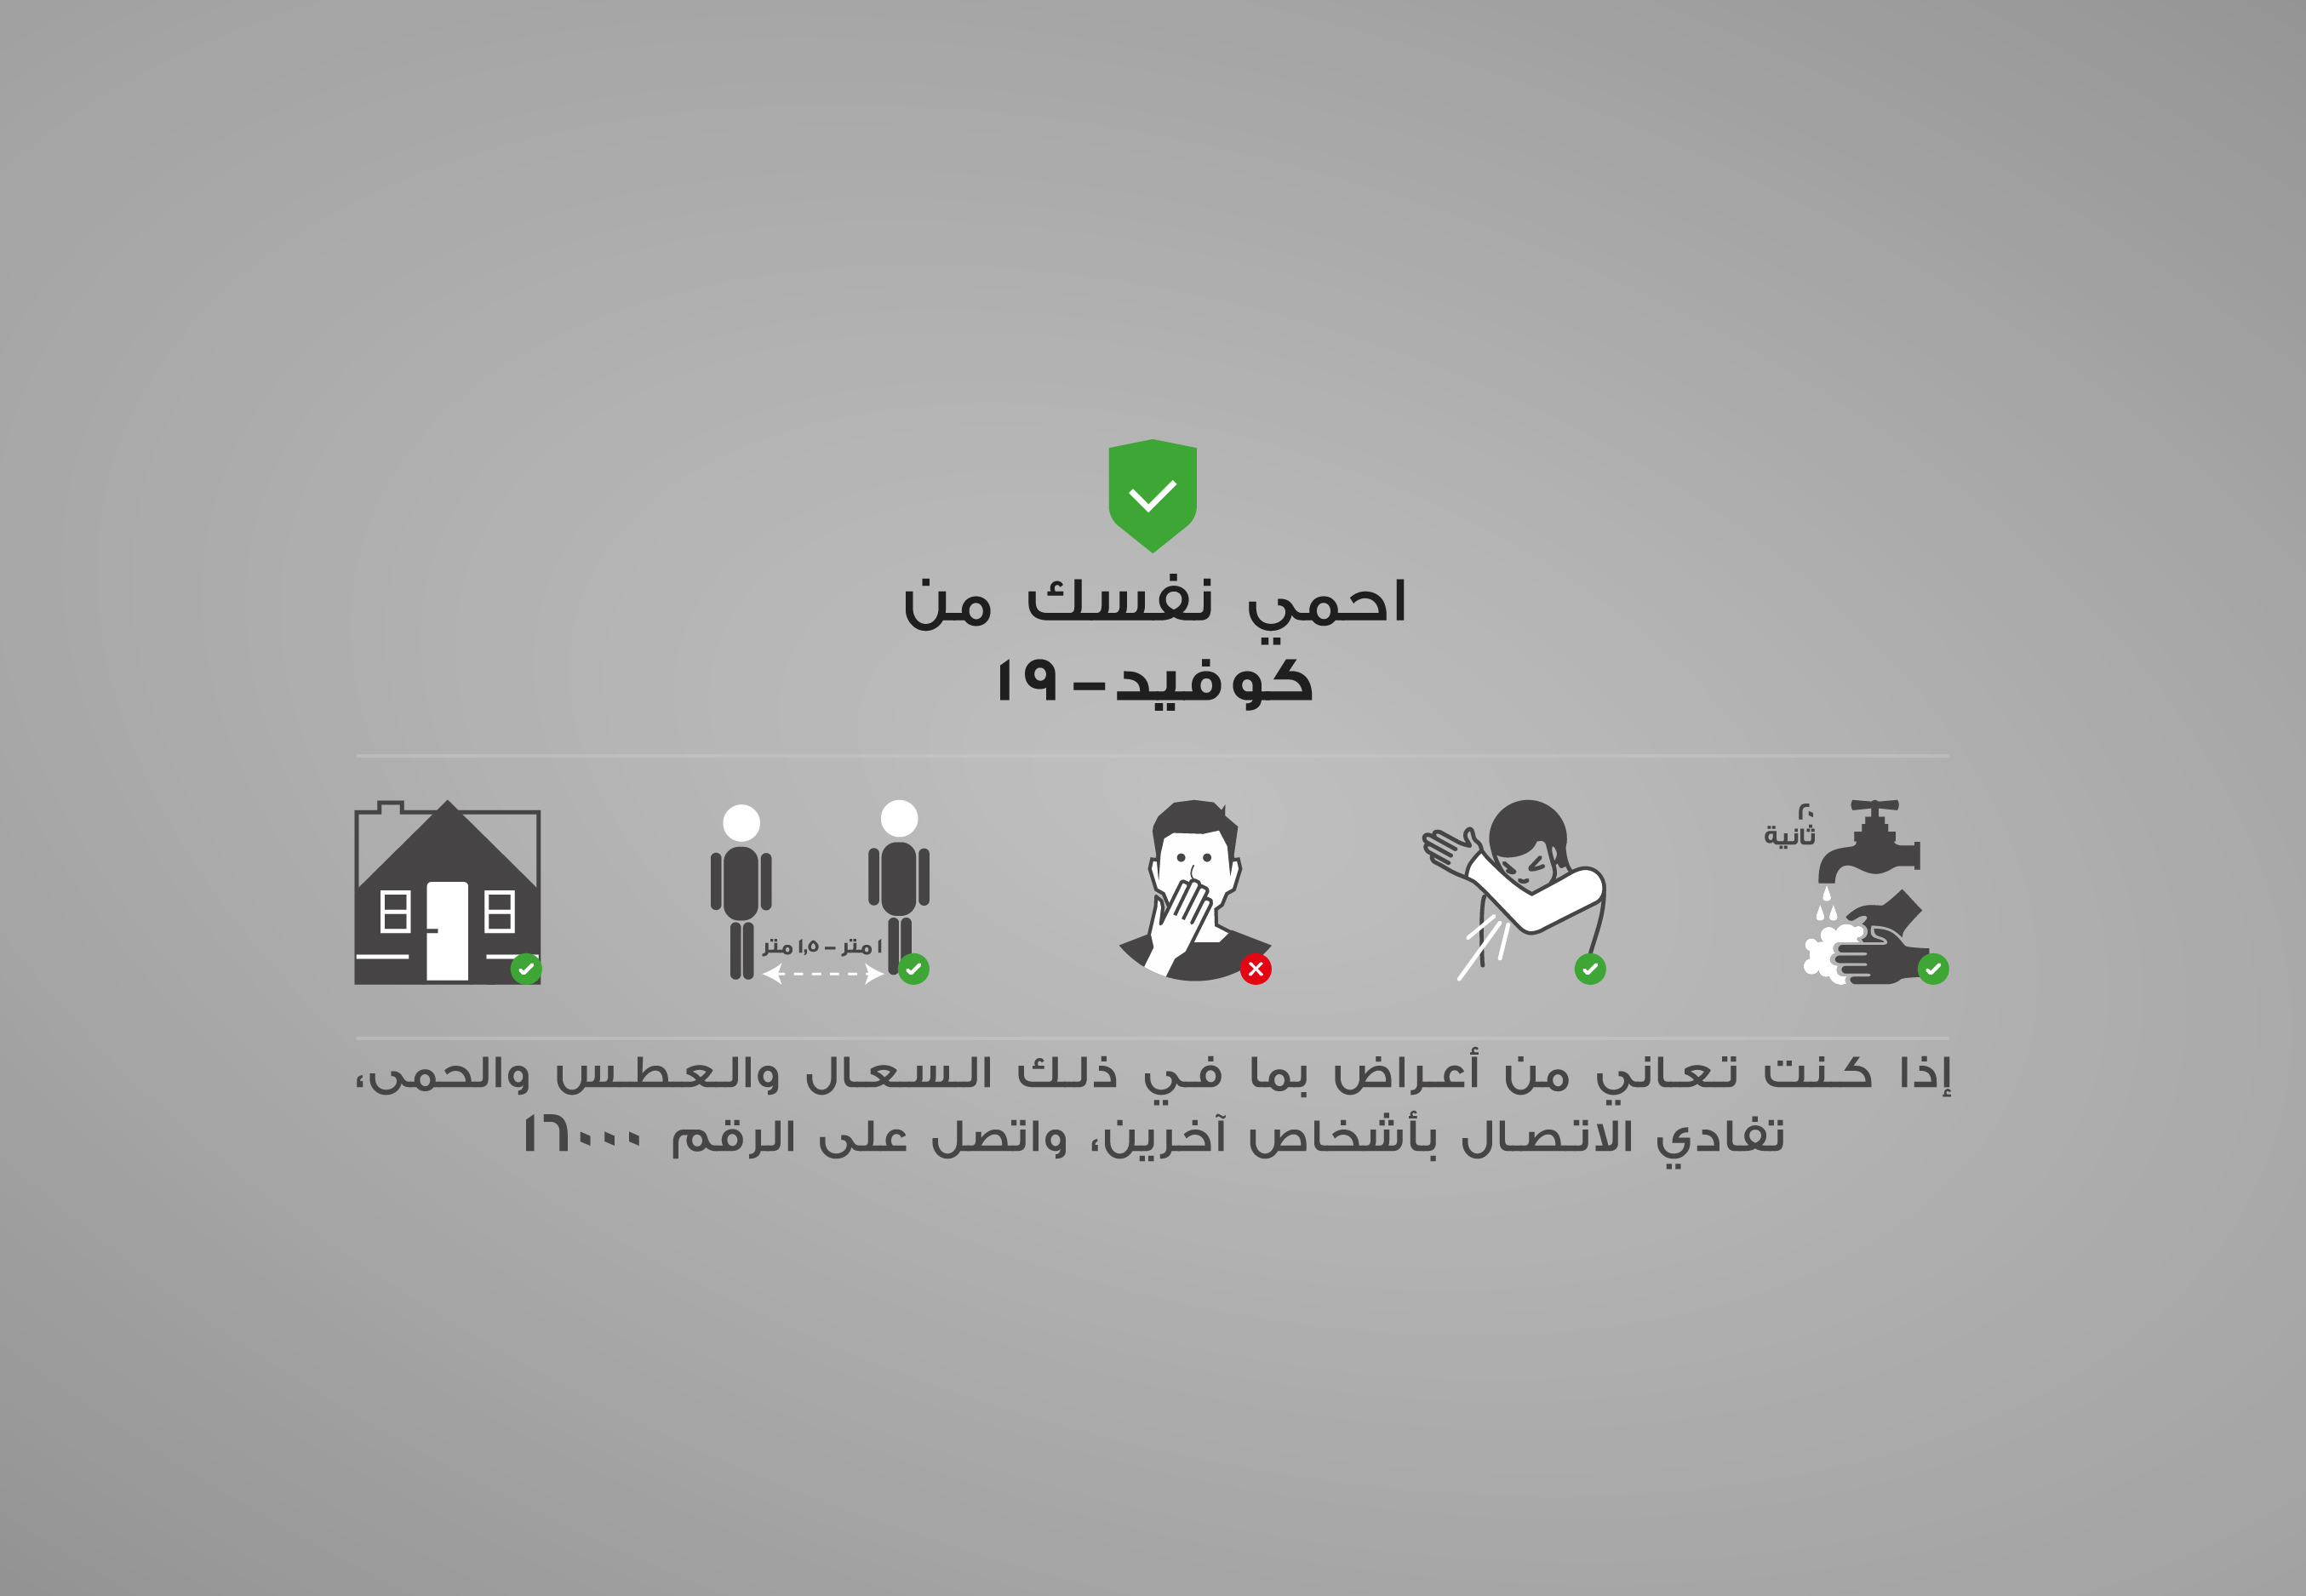 احمي نفسك من
كوفيد – ١٩
٢٠
ثانية
١ متر – ١,٥ متر
إذا كنت تعاني من أعراض بما في ذلك السعال والعطس والحمى،
تفادي الاتصال بأشخاص آخرين، واتصل على الرقم ١٦٠٠٠